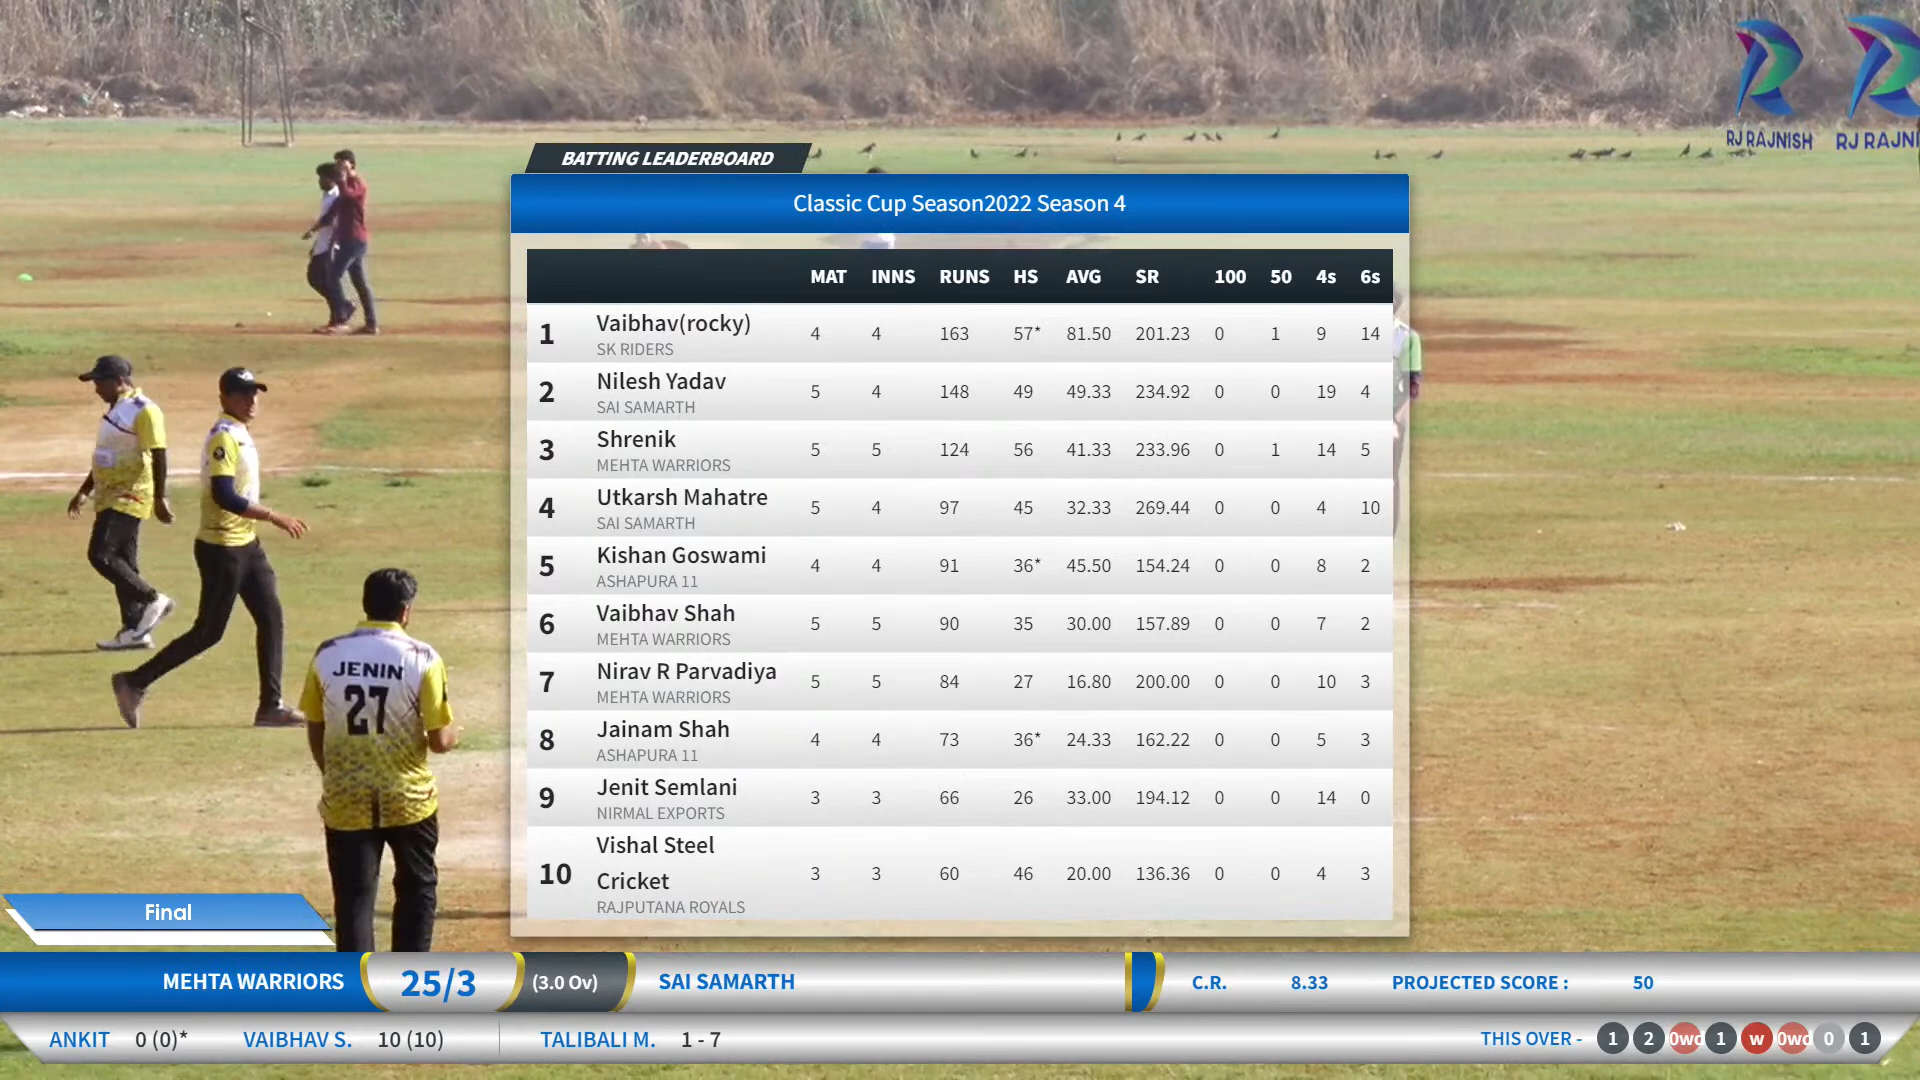 RJ RAJNISH
RJ RAJNI
BATTING LEADERBOARD
Classic Cup Season2022 Season 4
MAT INNS RUNS HS AVG SR 100 50 4s 6s
1 Vaibhav(rocky) 4 4 163 57* 81.50 201.23 0 1 9 14
SK RIDERS
2 Nilesh Yadav 5 4 148 49 49.33 234.92 0 0 19 4
SAI SAMARTH
3 Shrenik 5 5 124 56 41.33 233.96 0 1 14 5
MEHTA WARRIORS
4 Utkarsh Mahatre 5 4 97 45 32.33 269.44 0 0 4 10
SAI SAMARTH
5 Kishan Goswami 4 4 91 36* 45.50 154.24 0 0 8 2
ASHAPURA 11
6 Vaibhav Shah 5 5 90 35 30.00 157.89 0 0 7 2
MEHTA WARRIORS
7 Nirav R Parvadiya 5 5 84 27 16.80 200.00 0 0 10 3
MEHTA WARRIORS
8 Jainam Shah 4 4 73 36* 24.33 162.22 0 0 5 3
ASHAPURA 11
9 Jenit Semlani 3 3 66 26 33.00 194.12 0 0 14 0
NIRMAL EXPORTS
Vishal Steel
10 Cricket 3 3 60 46 20.00 136.36 0 0 4 3
RAJPUTANA ROYALS
JENIN
27
Final
MEHTA WARRIORS 25/3 (3.0 Ov) SAI SAMARTH C.R. 8.33 PROJECTED SCORE : 50
ANKIT 0 (0)* VAIBHAV S. 10 (10) TALIBALI M. 1 - 7 THIS OVER - 1 2 0wd 1 w 0wd 0 1